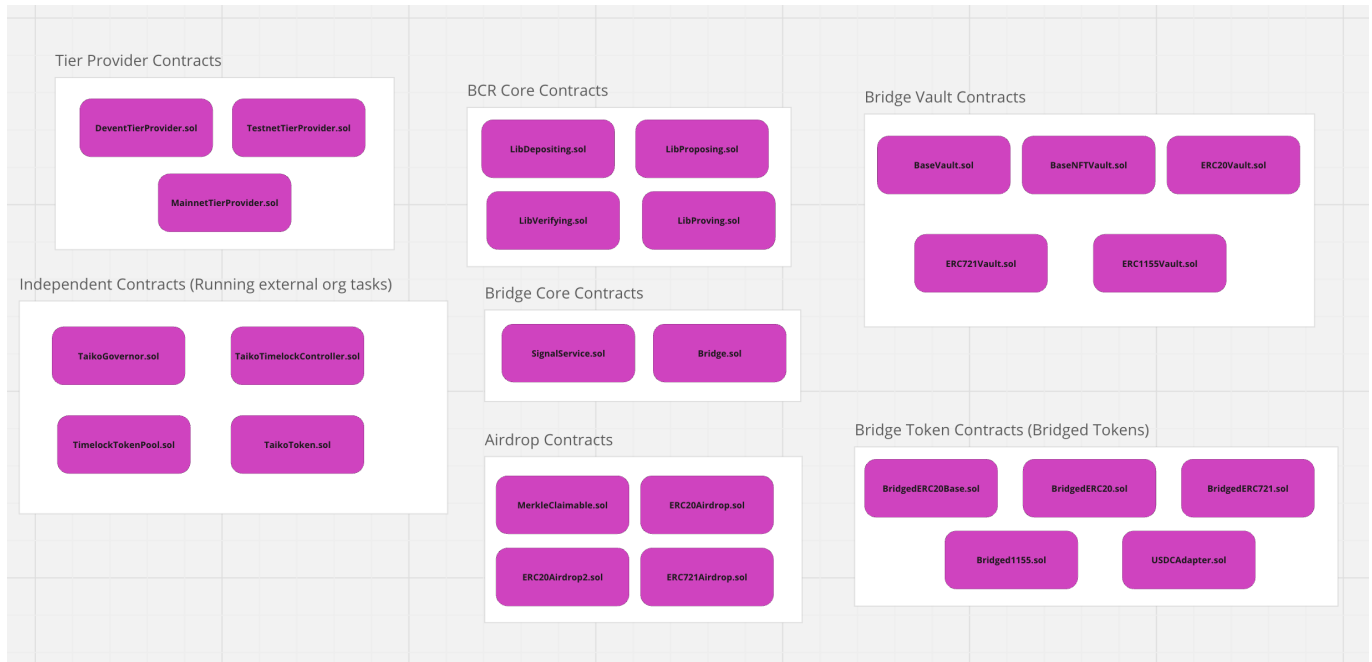 Tier Provider Contracts
DeventTierProvider.sol
TestnetTierProvider.sol
MainnetTierProvider.sol
Independent Contracts (Running external org tasks)
TaikoGovernor.sol
TaikoTimelockController.sol
TimelockTokenPool.sol
TaikoToken.sol
BCR Core Contracts
LibDepositing.sol
LibProposing.sol
LibVerifying.sol
LibProving.sol
Bridge Core Contracts
SignalService.sol
Bridge.sol
Airdrop Contracts
MerkleClaimable.sol
ERC20Airdrop.sol
ERC20Airdrop2.sol
ERC721Airdrop.sol
Bridge Vault Contracts
BaseVault.sol
BaseNFTVault.sol
ERC20Vault.sol
ERC721Vault.sol
ERC1155Vault.sol
Bridge Token Contracts (Bridged Tokens)
BridgedERC20Base.sol
BridgedERC20.sol
BridgedERC721.sol
Bridged1155.sol
USDCAdapter.sol